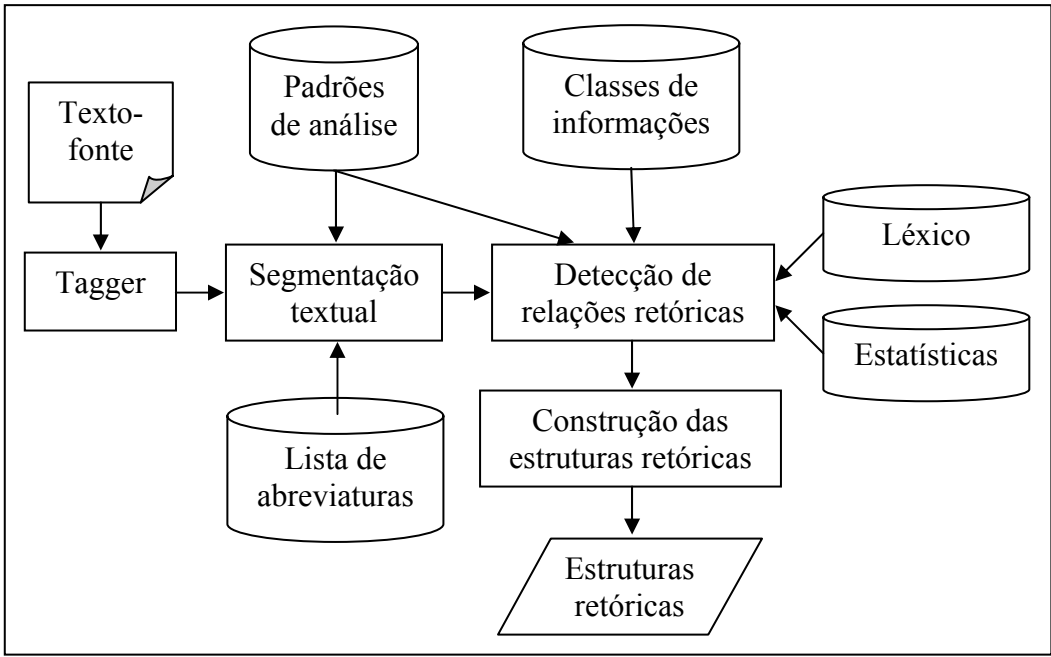 Texto-
fonte
Padrões
de análise
Classes de
informações
Tagger
Segmentação
textual
Detecção de
relações retóricas
Léxico
Estatísticas
Lista de
abreviaturas
Construção das
estruturas retóricas
Estruturas
retóricas